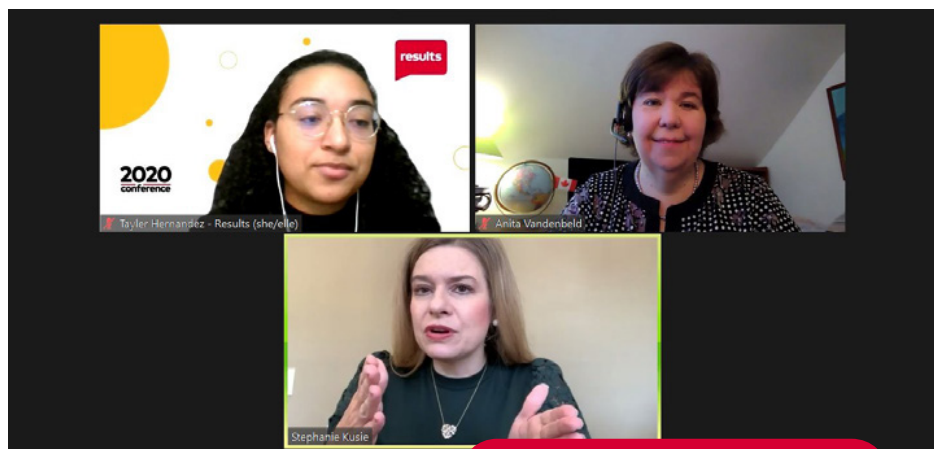 results
2020
conference
Tayler Hernandez - Results (she/elle)
Anita Vandenbeld
Stephanie Kusie